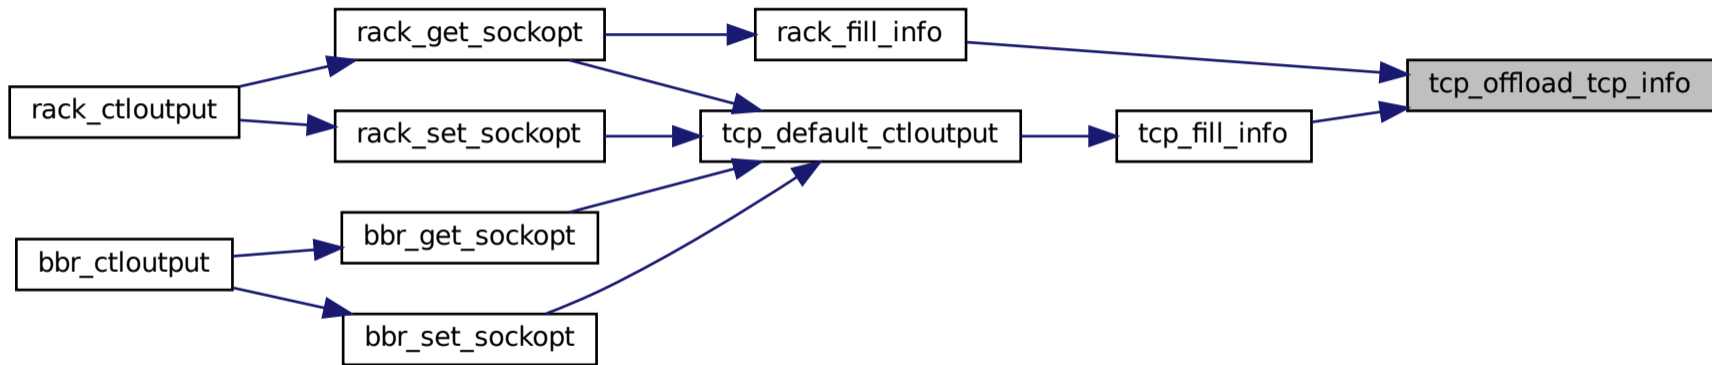 rack_get_sockopt
rack_fill_info
tcp_offload_tcp_info
rack_ctloutput
rack_set_sockopt
tcp_default_ctloutput
tcp_fill_info
bbr_get_sockopt
bbr_ctloutput
bbr_set_sockopt